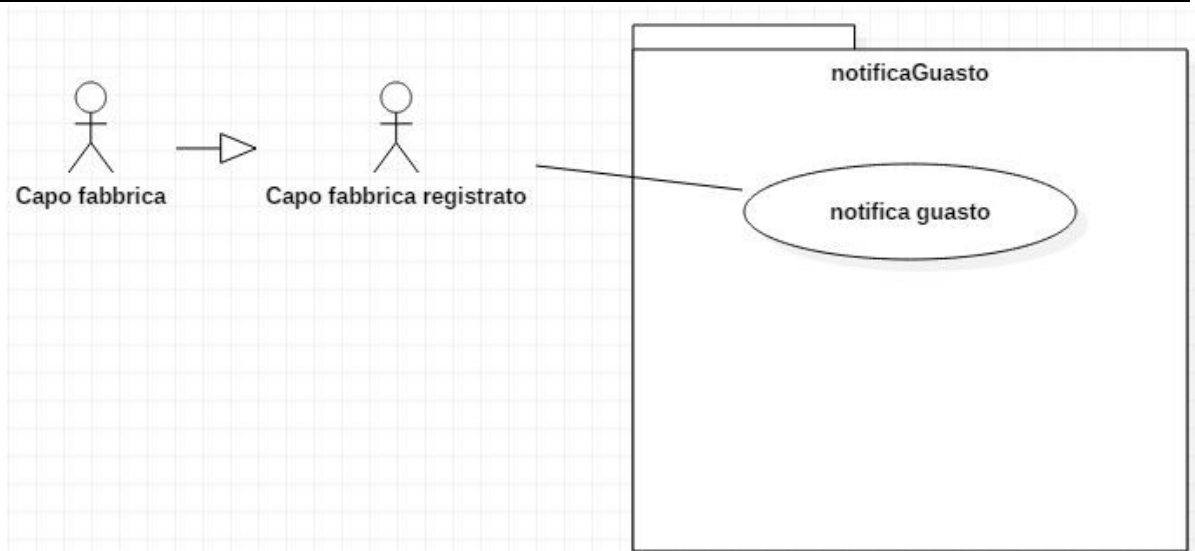 notificaGuasto
Capo fabbrica
Capo fabbrica registrato
notifica guasto